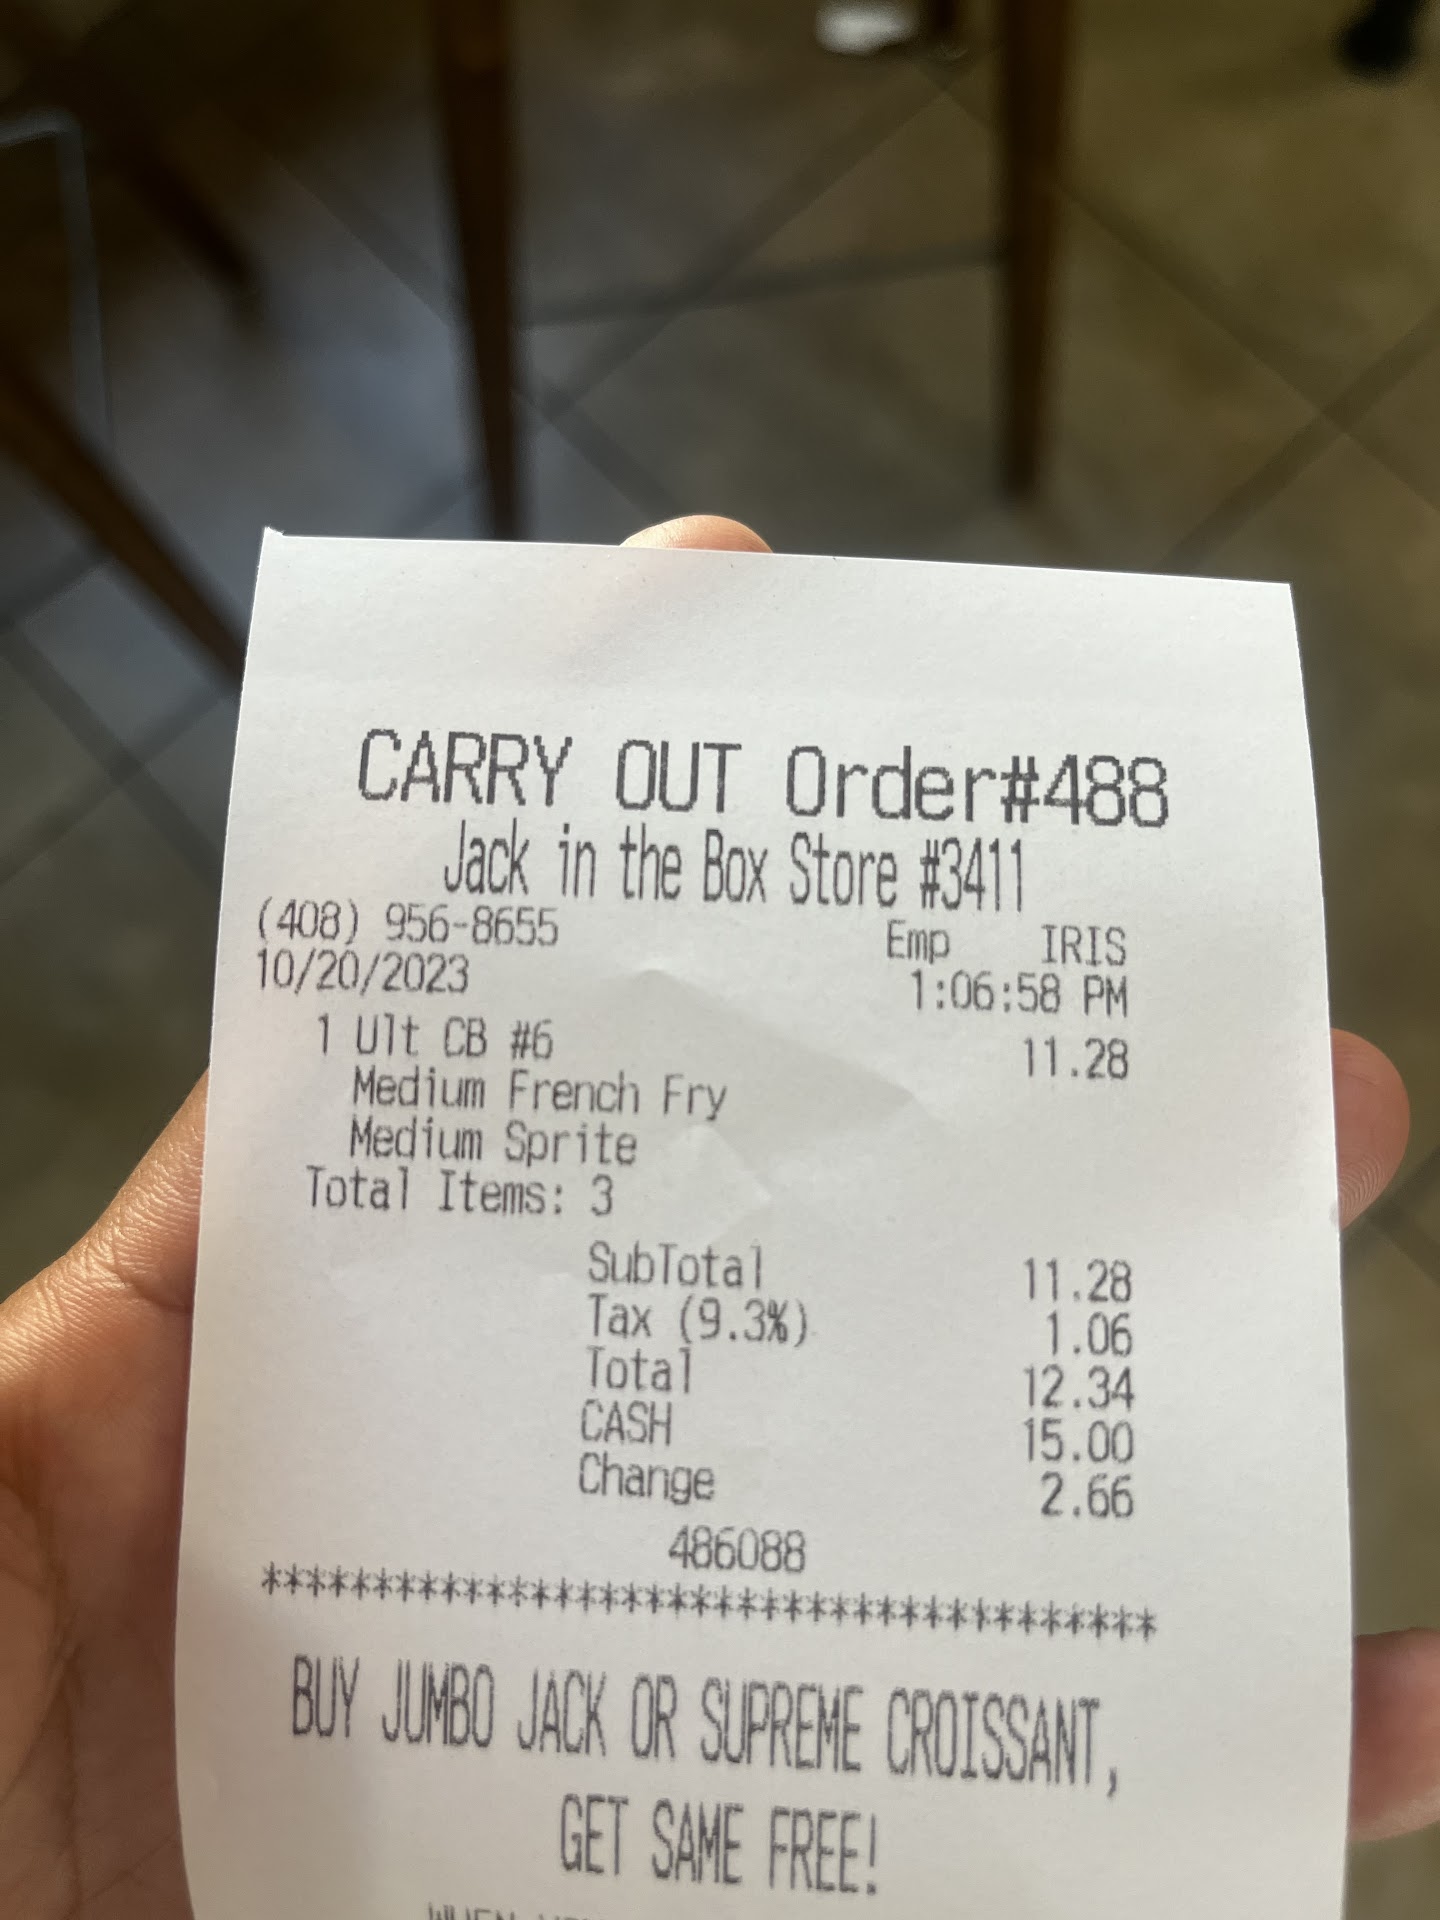 CARRY OUT Order#488
Jack in the Box Store #3411
(408) 956-8655 Emp IRIS
10/20/2023 1:06:58 PM
1 Ult CB #6 11.28
Medium French Fry
Medium Sprite
Total Items: 3
SubTotal 11.28
Tax (9.3%) 1.06
Total 12.34
CASH 15.00
Change 2.66
486088
*************************************
BUY JUMBO JACK OR SUPREME CROISSANT,
GET SAME FREE!